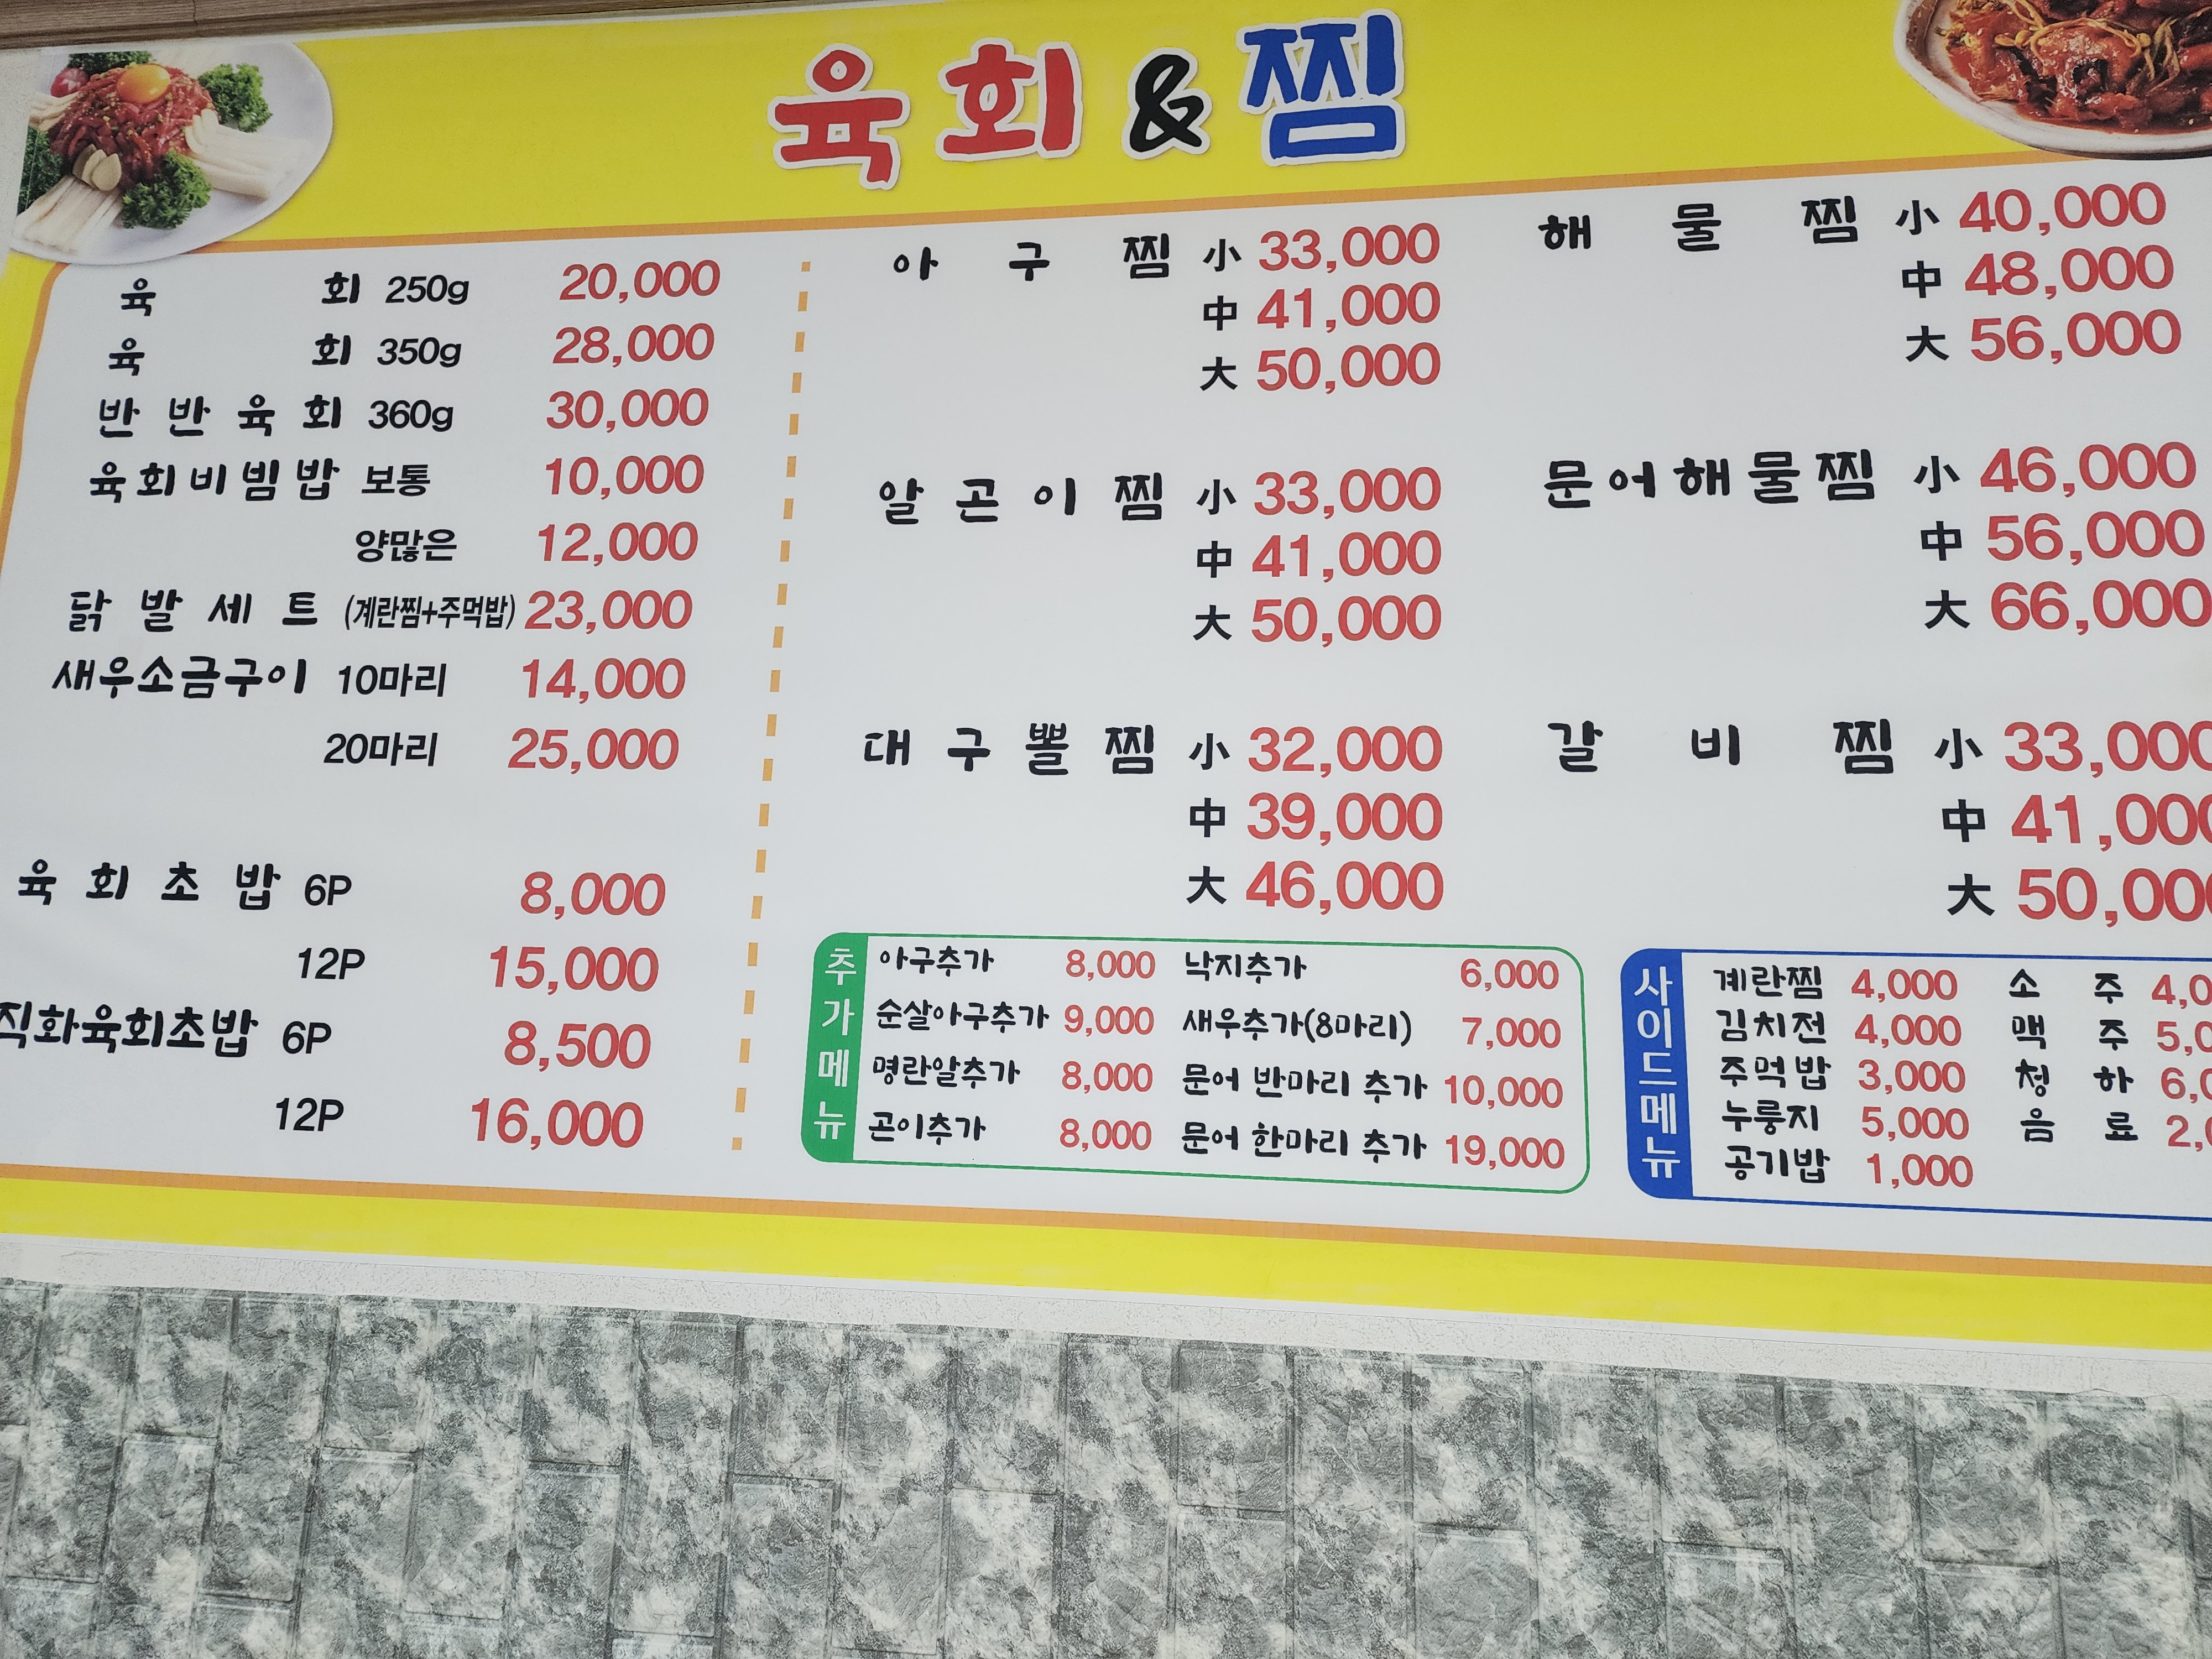 육회&찜
육 회 250g 20,000
육 회 350g 28,000
반반육회 360g 30,000
육회비빔밥 보통 10,000
양많은 12,000
닭발세트 (계란찜+주먹밥) 23,000
새우소금구이 10마리 14,000
20마리 25,000
육회초밥 6P 8,000
12P 15,000
직화육회초밥 6P 8,500
12P 16,000
아 구 찜 小 33,000
中 41,000
大 50,000
알곤이찜 小 33,000
中 41,000
大 50,000
대구뽈찜 小 32,000
中 39,000
大 46,000
해 물 찜 小 40,000
中 48,000
大 56,000
문어해물찜 小 46,000
中 56,000
大 66,000
갈 비 찜 小 33,000
中 41,000
大 50,000
추가메뉴
아구추가 8,000 낙지추가 6,000
순살아구추가 9,000 새우추가(8마리) 7,000
명란알추가 8,000 문어 반마리 추가 10,000
곤이추가 8,000 문어 한마리 추가 19,000
사이드메뉴
계란찜 4,000 소 주
김치전 4,000 맥 주
주먹밥 3,000 청 하
누룽지 5,000 음 료
공기밥 1,000